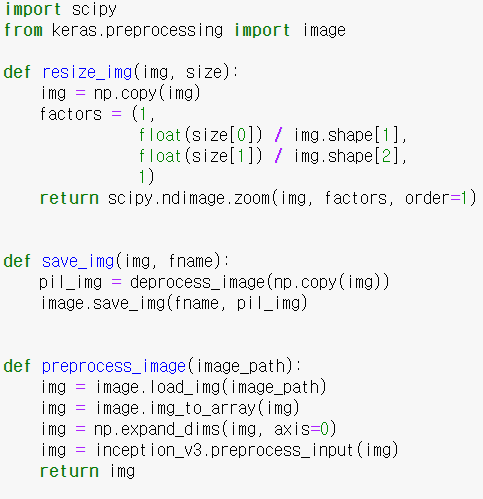 import scipy
from keras.preprocessing import image

def resize_img(img, size):
    img = np.copy(img)
    factors = (1,
               float(size[0]) / img.shape[1],
               float(size[1]) / img.shape[2],
               1)
    return scipy.ndimage.zoom(img, factors, order=1)


def save_img(img, fname):
    pil_img = deprocess_image(np.copy(img))
    image.save_img(fname, pil_img)


def preprocess_image(image_path):
    img = image.load_img(image_path)
    img = image.img_to_array(img)
    img = np.expand_dims(img, axis=0)
    img = inception_v3.preprocess_input(img)
    return img